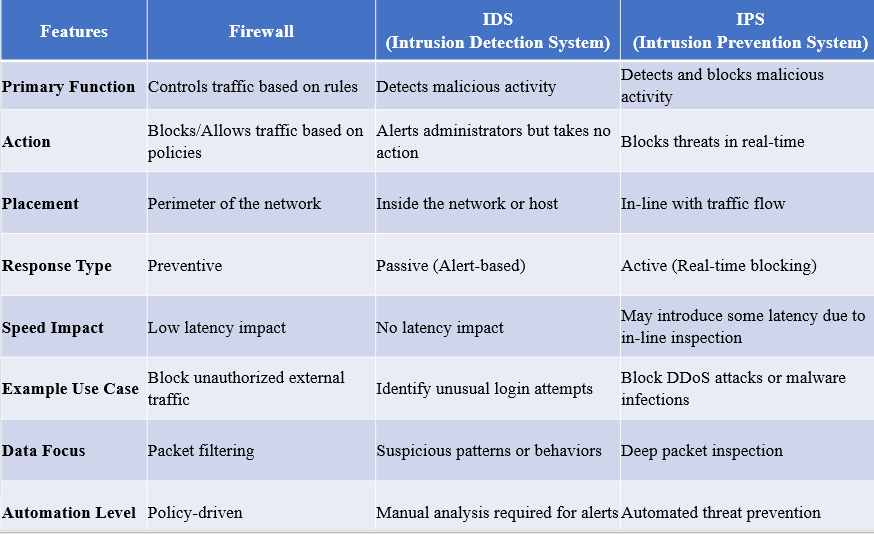 Features Firewall IDS (Intrusion Detection System) IPS (Intrusion Prevention System)
Primary Function Controls traffic based on rules Detects malicious activity Detects and blocks malicious activity
Action Blocks/Allows traffic based on policies Alerts administrators but takes no action Blocks threats in real-time
Placement Perimeter of the network Inside the network or host In-line with traffic flow
Response Type Preventive Passive (Alert-based) Active (Real-time blocking)
Speed Impact Low latency impact No latency impact May introduce some latency due to in-line inspection
Example Use Case Block unauthorized external traffic Identify unusual login attempts Block DDoS attacks or malware infections
Data Focus Packet filtering Suspicious patterns or behaviors Deep packet inspection
Automation Level Policy-driven Manual analysis required for alerts Automated threat prevention